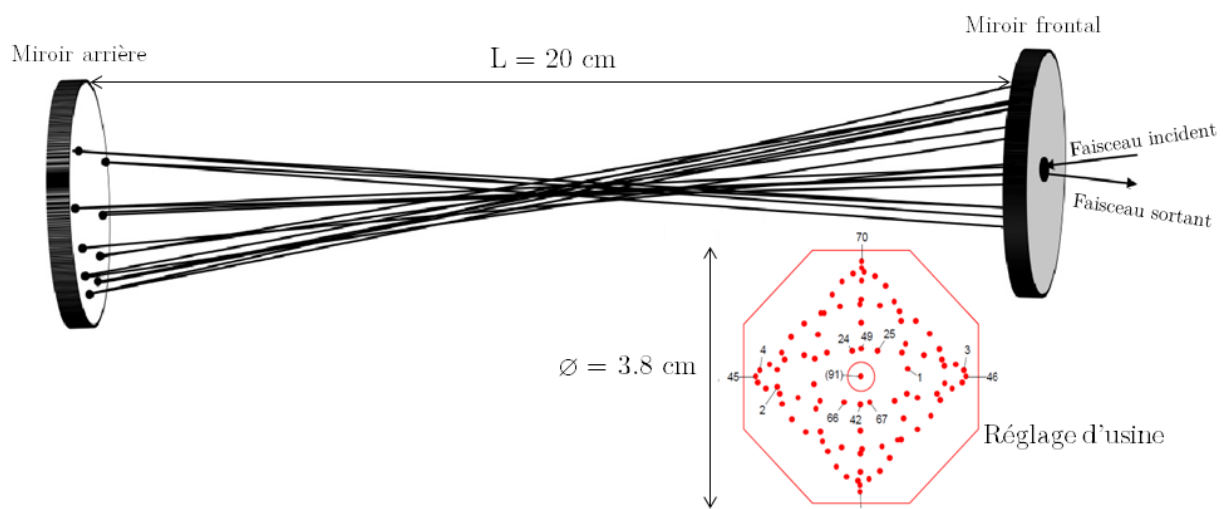 Miroir frontal
Miroir arrière
L = 20 cm
Faisceau incident
Faisceau sortant
70
24
49
25
4
3
45
(91)
46
1
2
66
42
67
∅ = 3.8 cm
Réglage d'usine